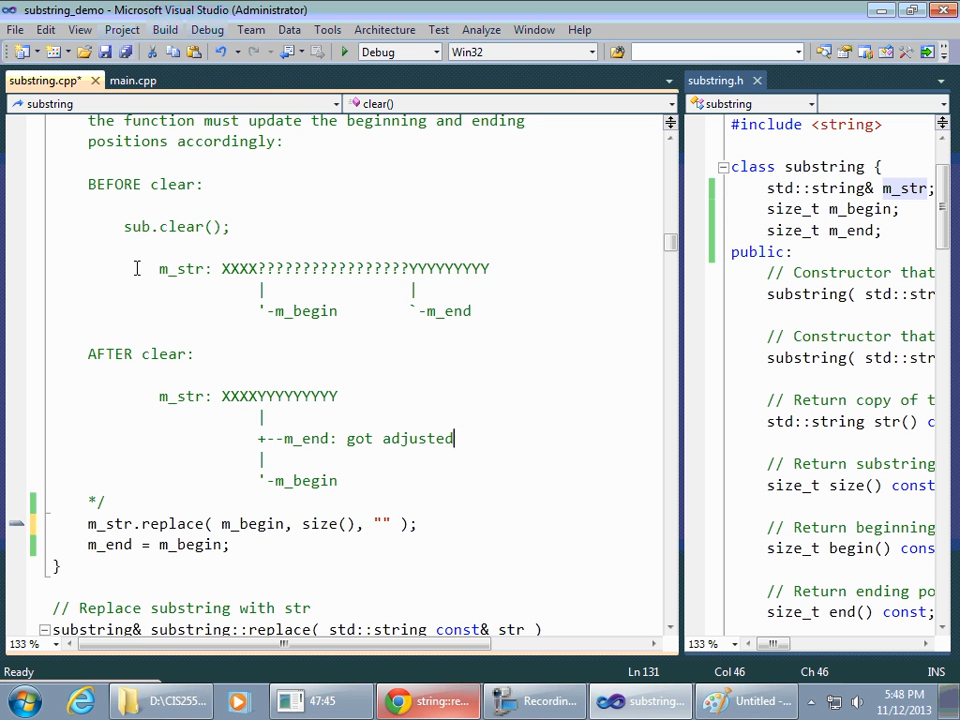 substring_demo - Microsoft Visual Studio (Administrator)
File Edit View Project Build Debug Team Data Tools Architecture Test Analyze Window Help
Debug Win32
substring.cpp* main.cpp substring.h
substring clear() substring
the function must update the beginning and ending
positions accordingly:
BEFORE clear:
sub.clear();
m_str: XXXX?????????????????YYYYYYYYY
| |
'-m_begin `-m_end
AFTER clear:
m_str: XXXXYYYYYYYYY
|
+--m_end: got adjusted
|
'-m_begin
*/
m_str.replace( m_begin, size(), "" );
m_end = m_begin;
}
// Replace substring with str
substring& substring::replace( std::string const& str )
#include <string>
class substring {
std::string& m_str;
size_t m_begin;
size_t m_end;
public:
// Constructor that
substring( std::str
// Constructor that
substring( std::str
// Return copy of t
std::string str() c
// Return substring
size_t size() const
// Return beginning
size_t begin() cons
// Return ending po
size_t end() const;
133 % 133 %
Ready Ln 131 Col 46 Ch 46 INS
D:\CIS255... 47:45 string::re... Recordin... substring... Untitled -...
5:48 PM
11/12/2013